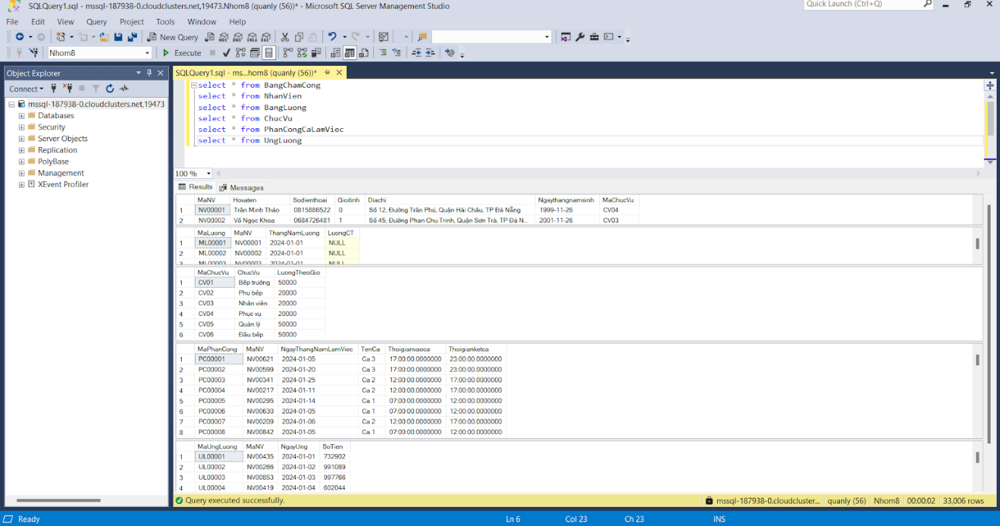 SQLQuery1.sql - mssql-187938-0.cloudclusters.net,19473.Nhom8 (quanly (56))* - Microsoft SQL Server Management Studio
Quick Launch (Ctrl+Q)
File Edit View Query Project Tools Window Help
New Query
Nhom8 Execute
Object Explorer
Connect
mssql-187938-0.cloudclusters.net,19473
Databases
Security
Server Objects
Replication
PolyBase
Management
XEvent Profiler
SQLQuery1.sql - ms...hom8 (quanly (56))*
select * from BangChamCong
select * from NhanVien
select * from BangLuong
select * from ChucVu
select * from PhanCongCaLamViec
select * from UngLuong
100 %
Results Messages
MaNV Hovaten Sodienthoai Gioitinh Diachi Ngaythangnamsinh MaChucVu
1 NV00001 Trần Minh Thảo 0815886522 0 Số 12, Đường Trần Phú, Quận Hải Châu, TP Đà Nẵng 1999-11-26 CV04
2 NV00002 Võ Ngọc Khoa 0684726481 1 Số 45, Đường Phan Chu Trinh, Quận Sơn Trà, TP Đà N... 2001-11-26 CV03
MaLuong MaNV ThangNamLuong LuongCT
1 ML00001 NV00001 2024-01-01 NULL
2 ML00002 NV00002 2024-01-01 NULL
3 ML00003 NV00003 2024-01-01 NULL
MaChucVu ChucVu LuongTheoGio
1 CV01 Bếp trưởng 50000
2 CV02 Phụ bếp 20000
3 CV03 Nhân viên 20000
4 CV04 Phục vụ 20000
5 CV05 Quản lý 50000
6 CV06 Đầu bếp 50000
MaPhanCong MaNV NgayThangNamLamViec TenCa Thoigianvaoca Thoigianketca
1 PC00001 NV00621 2024-01-05 Ca 3 17:00:00.0000000 23:00:00.0000000
2 PC00002 NV00599 2024-01-20 Ca 3 17:00:00.0000000 23:00:00.0000000
3 PC00003 NV00341 2024-01-25 Ca 2 12:00:00.0000000 17:00:00.0000000
4 PC00004 NV00217 2024-01-11 Ca 2 12:00:00.0000000 17:00:00.0000000
5 PC00005 NV00295 2024-01-14 Ca 1 07:00:00.0000000 12:00:00.0000000
6 PC00006 NV00630 2024-01-05 Ca 1 07:00:00.0000000 12:00:00.0000000
7 PC00007 NV00209 2024-01-06 Ca 2 12:00:00.0000000 17:00:00.0000000
8 PC00008 NV00842 2024-01-05 Ca 1 07:00:00.0000000 12:00:00.0000000
MaUngLuong MaNV NgayUng SoTien
1 UL00001 NV00435 2024-01-01 732902
2 UL00002 NV00266 2024-01-02 991089
3 UL00003 NV00853 2024-01-03 997766
4 UL00004 NV00419 2024-01-04 602044
Query executed successfully. mssql-187938-0.cloudcluster... quanly (56) Nhom8 00:00:02 33,006 rows
Ready Ln 6 Col 23 Ch 23 INS